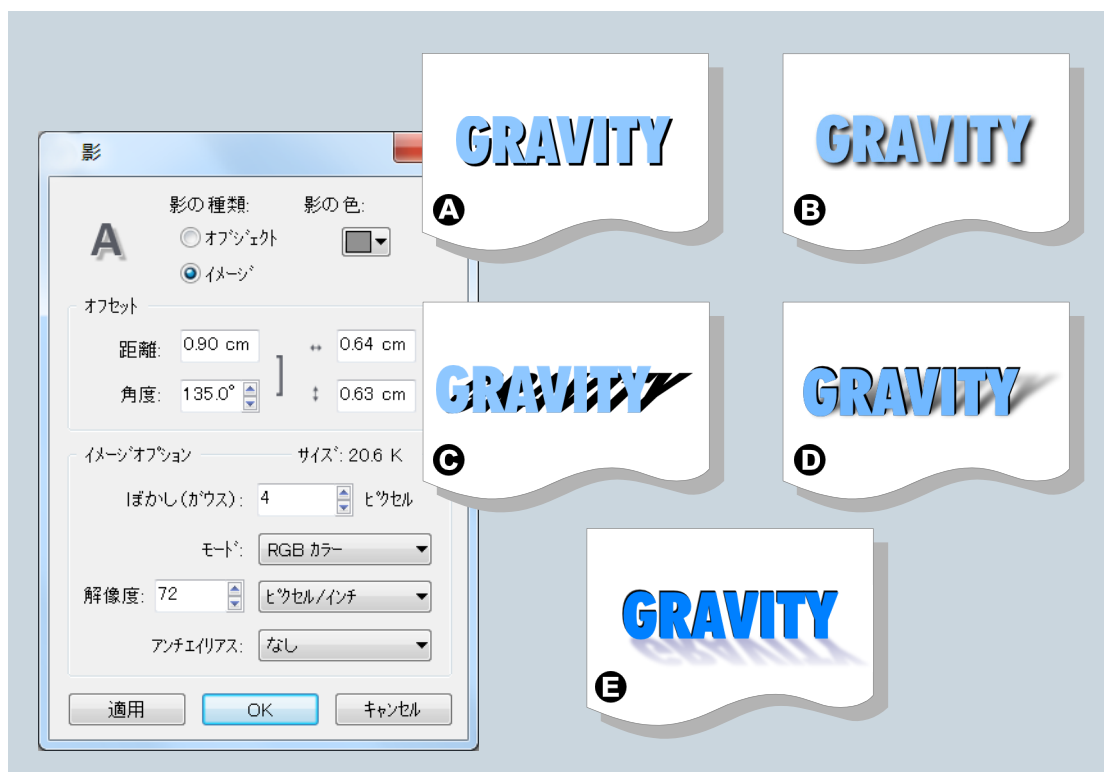 影
影の種類: 影の色:
A
オブジェクト
イメージ
オフセット
距離: 0.90 cm ↔ 0.64 cm
角度: 135.0° ↕ 0.63 cm
イメージオプション サイズ: 20.6 K
ぼかし(ガウス): 4 ピクセル
モード: RGB カラー
解像度: 72 ピクセル/インチ
アンチエイリアス: なし
適用 OK キャンセル
GRAVITY
A
GRAVITY
B
GRAVITY
C
GRAVITY
D
GRAVITY
E